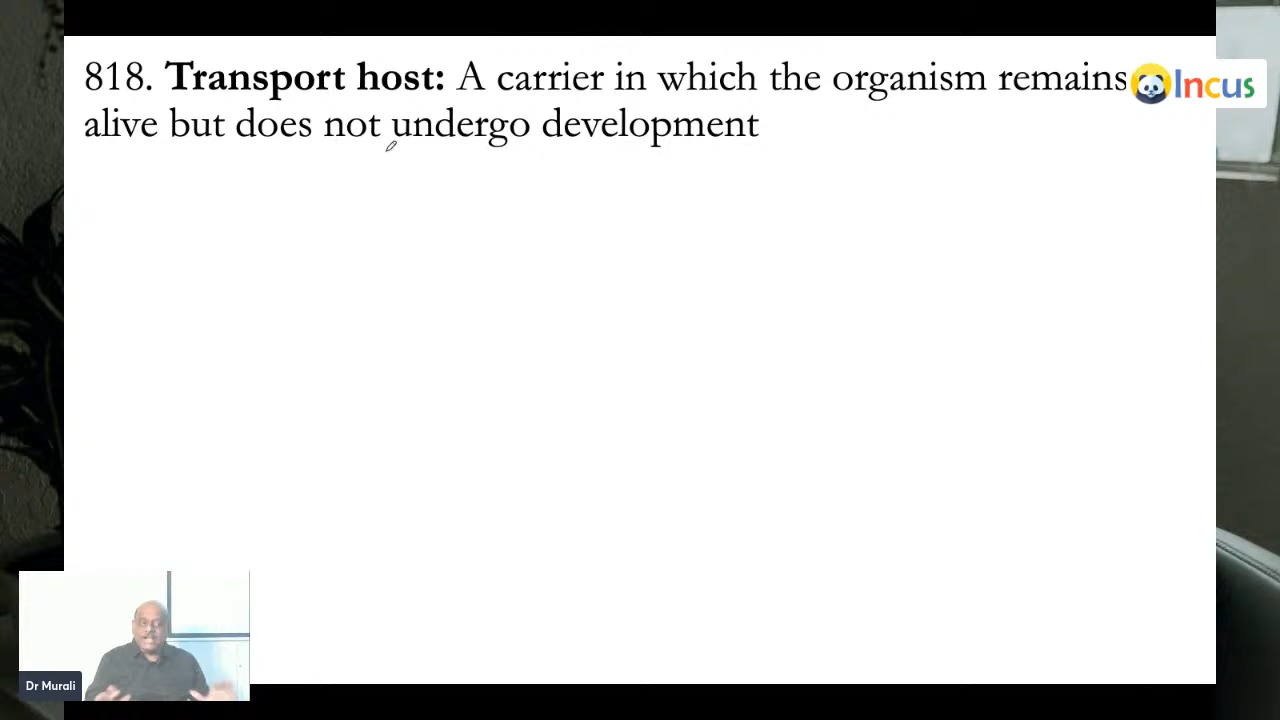 818. Transport host: A carrier in which the organism remains
alive but does not undergo development
Incus
Dr Murali